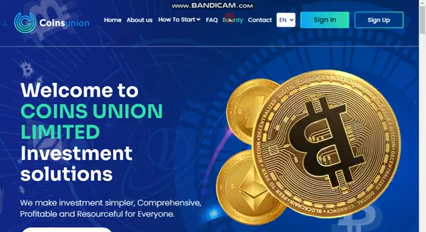 www.BANDICAM.com
Coinsunion
Home About us How To Start FAQ Bounty Contact EN Sign In Sign Up
Welcome to
COINS UNION
LIMITED
Investment
solutions
We make investment simpler, Comprehensive,
Profitable and Resourceful for Everyone.